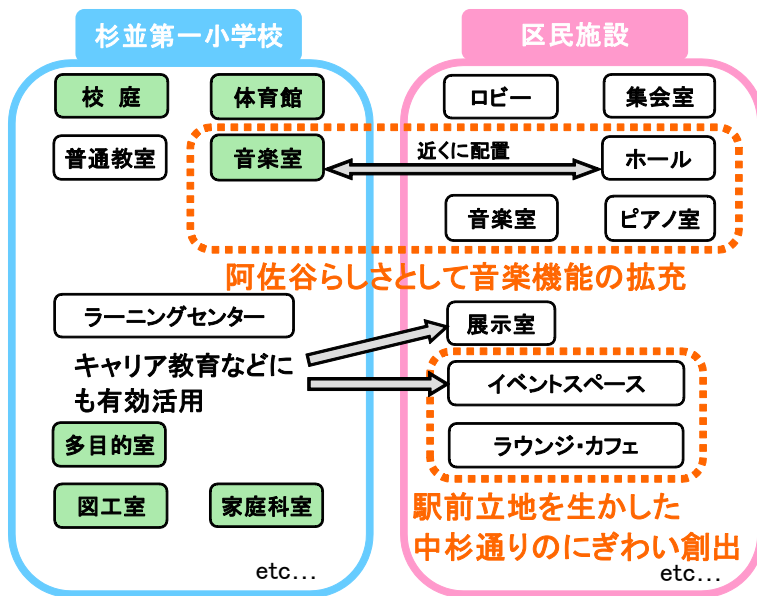 杉並第一小学校
区民施設
校庭
体育館
ロビー
集会室
普通教室
音楽室
近くに配置
ホール
音楽室
ピアノ室
阿佐谷らしさとして音楽機能の拡充
ラーニングセンター
展示室
キャリア教育などに
も有効活用
イベントスペース
多目的室
ラウンジ・カフェ
図工室
家庭科室
駅前立地を生かした
中杉通りのにぎわい創出
etc...
etc...